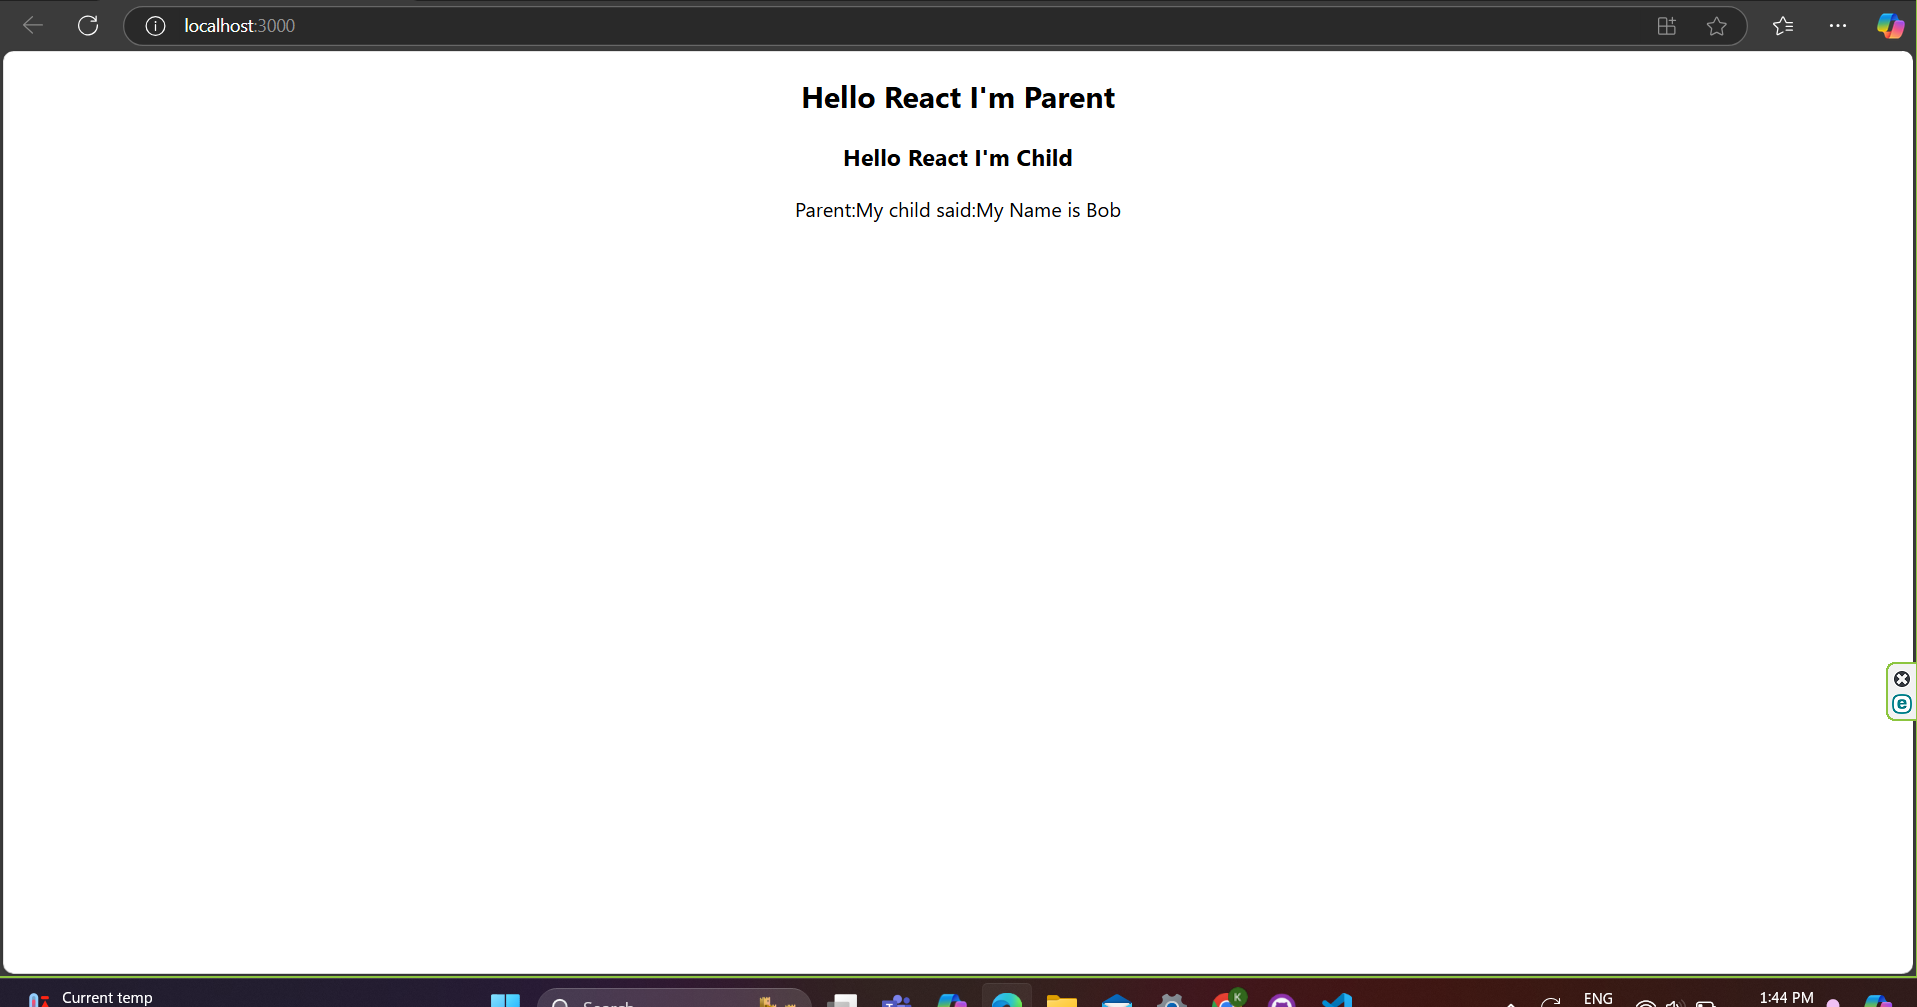 localhost:3000
Hello React I'm Parent
Hello React I'm Child
Parent:My child said:My Name is Bob
e
Current temp
Search
K
ENG
1:44 PM